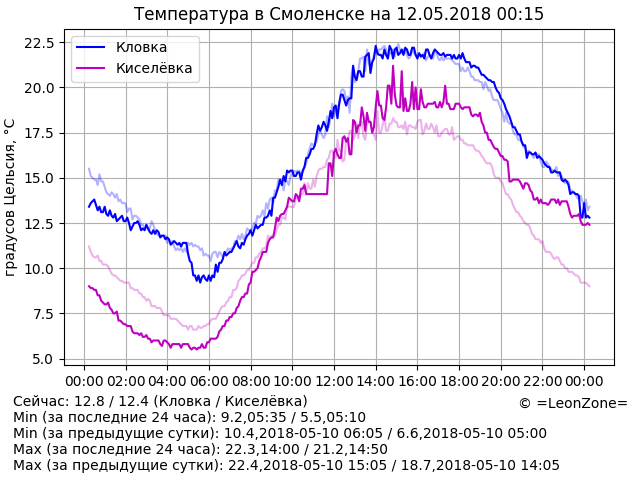 Температура в Смоленске на 12.05.2018 00:15
градусов Цельсия, °C
22.5
20.0
17.5
15.0
12.5
10.0
7.5
5.0
Кловка
Киселёвка
00:00 02:00 04:00 06:00 08:00 10:00 12:00 14:00 16:00 18:00 20:00 22:00 00:00
Сейчас: 12.8 / 12.4 (Кловка / Киселёвка)
© =LeonZone=
Min (за последние 24 часа): 9.2,05:35 / 5.5,05:10
Min (за предыдущие сутки): 10.4,2018-05-10 06:05 / 6.6,2018-05-10 05:00
Max (за последние 24 часа): 22.3,14:00 / 21.2,14:50
Max (за предыдущие сутки): 22.4,2018-05-10 15:05 / 18.7,2018-05-10 14:05